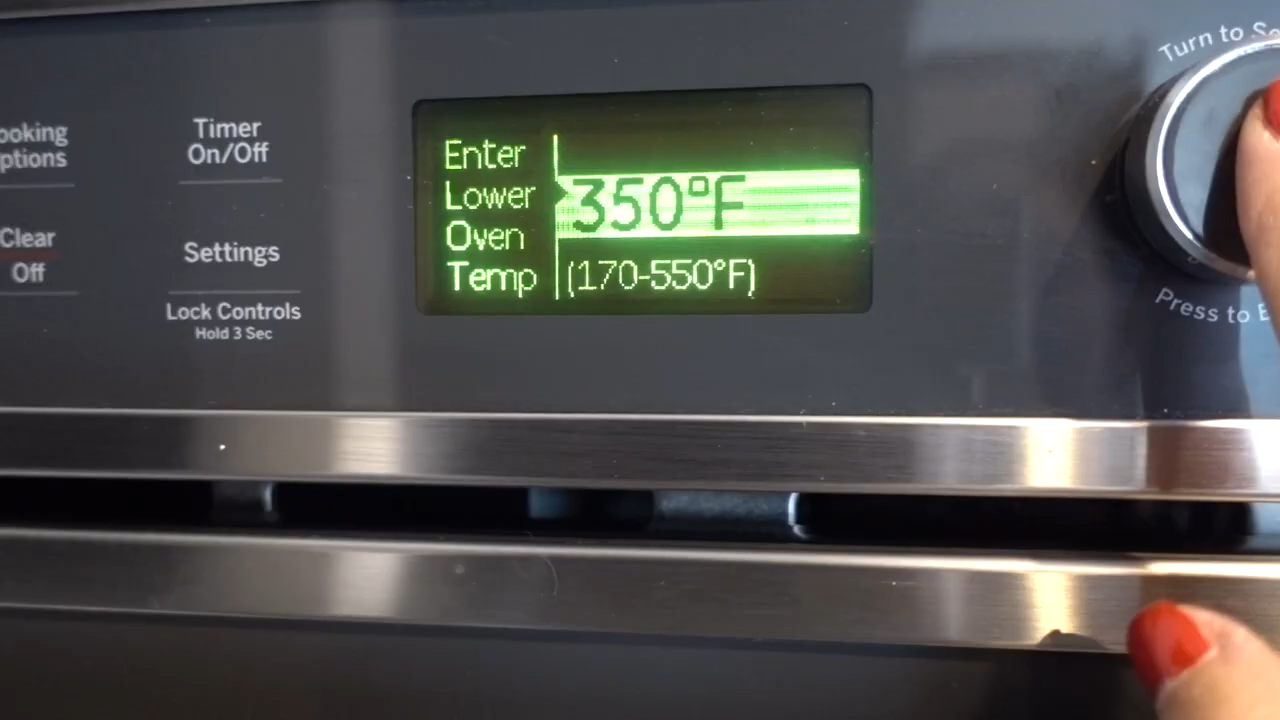 ooking
ptions
Timer
On/Off
Clear
Off
Settings
Lock Controls
Hold 3 Sec
Enter
Lower
Oven
Temp
350°F
(170-550°F)
Turn to Se
Press to E